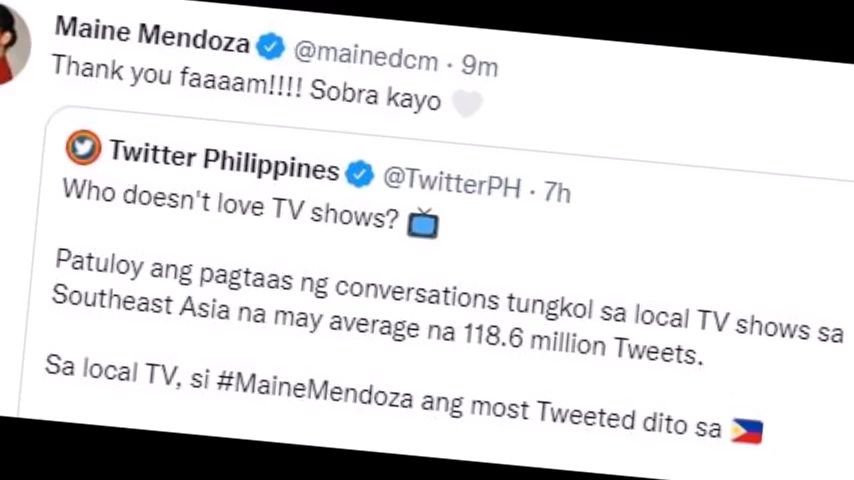 Maine Mendoza @mainedcm · 9m
Thank you faaaam!!!! Sobra kayo 🤍
Twitter Philippines @TwitterPH · 7h
Who doesn't love TV shows? 📺
Patuloy ang pagtaas ng conversations tungkol sa local TV shows sa
Southeast Asia na may average na 118.6 million Tweets.
Sa local TV, si #MaineMendoza ang most Tweeted dito sa 🇵🇭